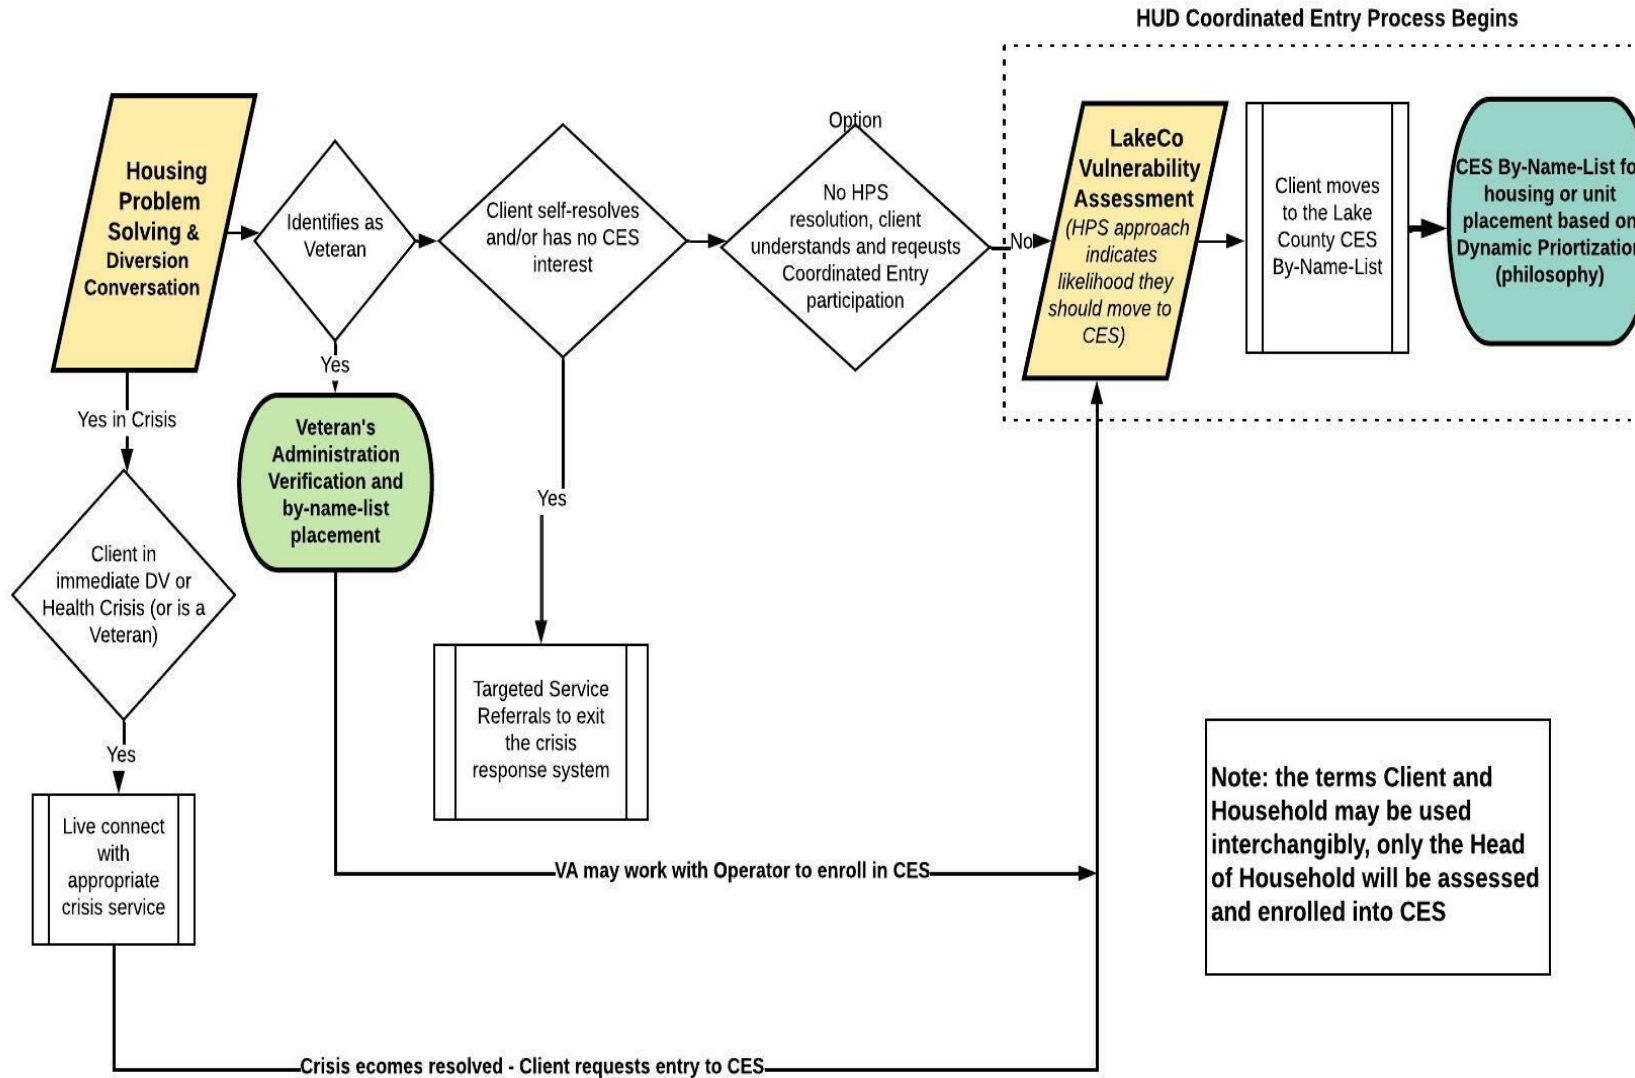 HUD Coordinated Entry Process Begins
Housing
Problem
Solving &
Diversion
Conversation
Identifies as
Veteran
Client self-resolves
and/or has no CES
interest
Option
No HPS
resolution, client
understands and reqeusts
Coordinated Entry
participation
No
LakeCo
Vulnerability
Assessment
(HPS approach
indicates
likelihood they
should move to
CES)
Client moves
to the Lake
County CES
By-Name-List
CES By-Name-List fo
housing or unit
placement based on
Dynamic Priortization
(philosophy)
Yes in Crisis
Yes
Veteran's
Administration
Verification and
by-name-list
placement
Yes
Client in
immediate DV or
Health Crisis (or is a
Veteran)
Yes
Targeted Service
Referrals to exit
the crisis
response system
Live connect
with
appropriate
crisis service
Note: the terms Client and
Household may be used
interchangibly, only the Head
of Household will be assessed
and enrolled into CES
VA may work with Operator to enroll in CES
Crisis ecomes resolved - Client requests entry to CES